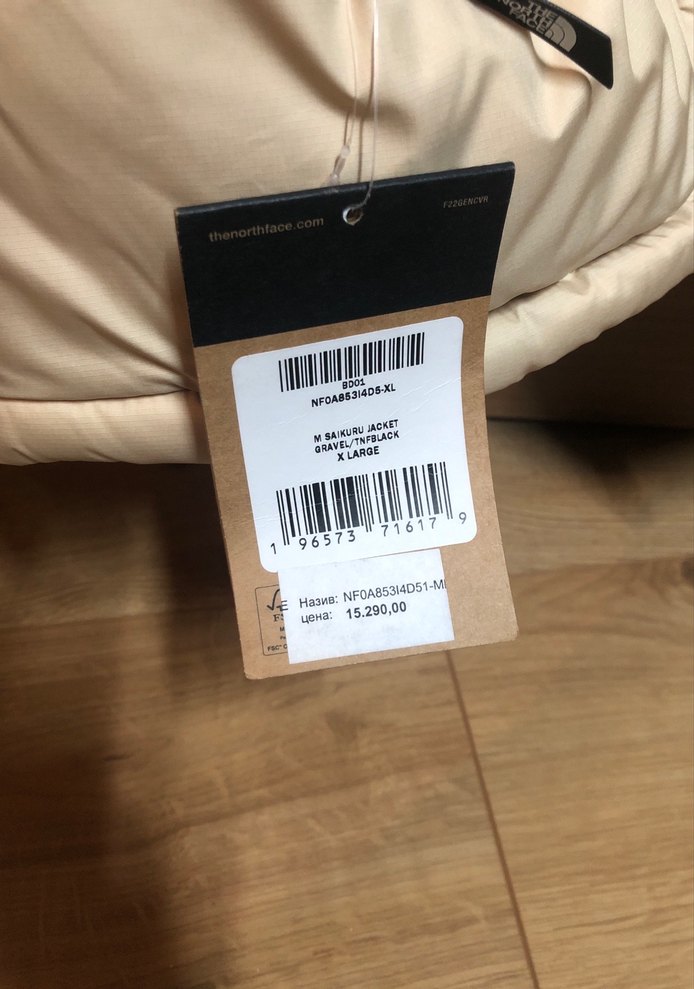 THE
NORTH
FACE
thenorthface.com
F22GENCVR
BD01
NF0A853I4D5-XL
M SAIKURU JACKET
GRAVEL/TNFBLACK
X LARGE
1 96573 71617 9
Назив: NF0A853I4D51-M
цена: 15.290,00